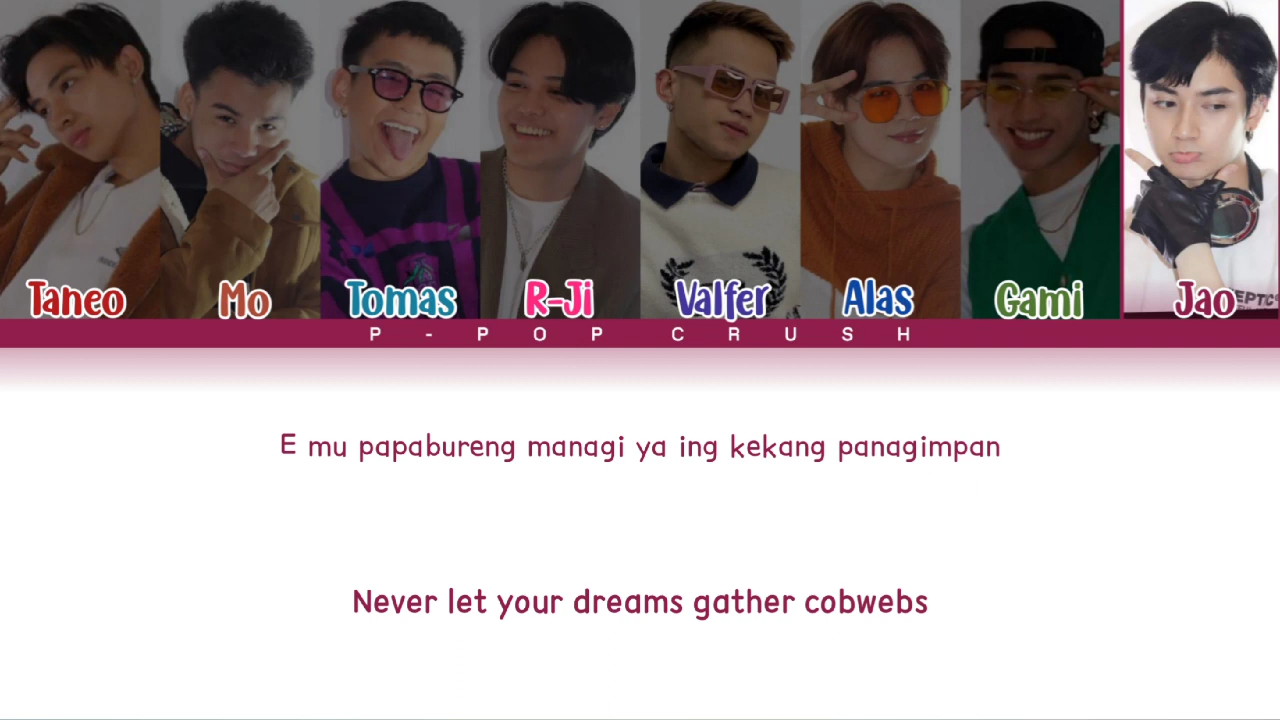 Taneo Mo Tomas R-Ji Valfer Alas Gami Jao
P-POP CRUSH
E mu papabureng managi ya ing kekang panagimpan
Never let your dreams gather cobwebs